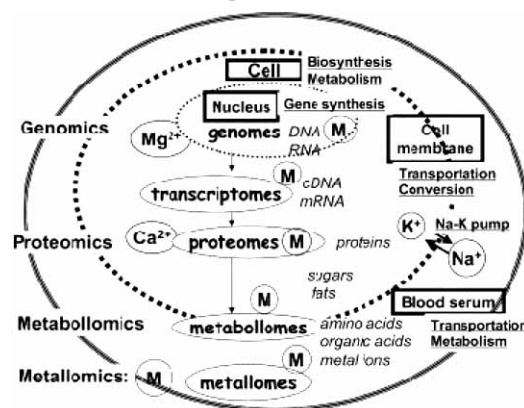 Cell
Biosynthesis
Metabolism
Nucleus
Gene synthesis
Genomics
Mg2+
genomes
DNA
RNA
M
Cell
membrane
Transportation
Conversion
M
cDNA
mRNA
transcriptomes
K+
Na-K pump
Na+
Proteomics
Ca2+
proteomes
M
proteins
sugars
fats
M
Blood serum
Transportation
Metabolism
Metabollomics
metabollomes
amino acids
organic acids
metal ions
M
Metallomics:
M
metallomes